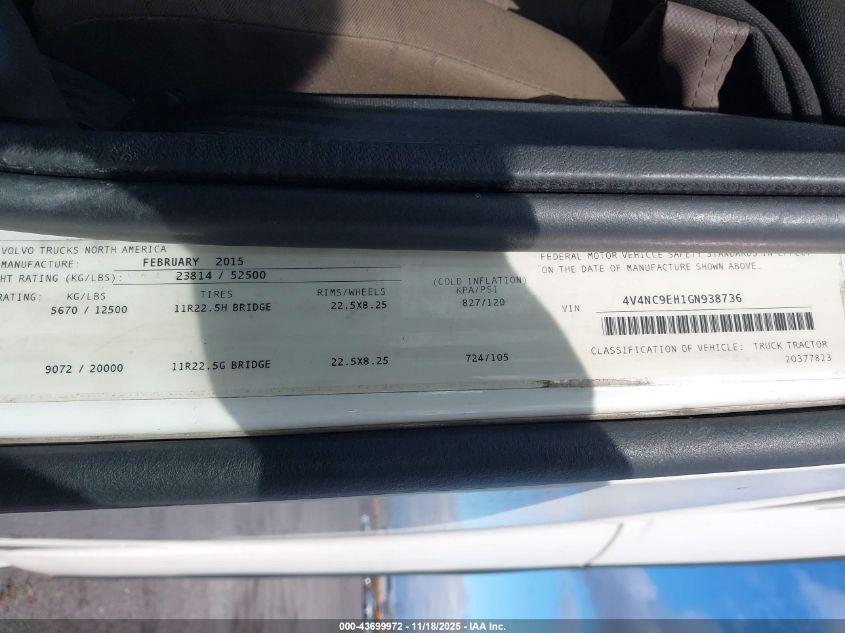 VOLVO TRUCKS NORTH AMERICA
MANUFACTURE: FEBRUARY 2015
HT RATING (KG/LBS): 23814 / 52500
RATING: KG/LBS TIRES RIMS/WHEELS (COLD INFLATION) KPA/PSI
5670 / 12500 11R22.5H BRIDGE 22.5X8.25 827/120
9072 / 20000 11R22.5G BRIDGE 22.5X8.25 724/105
FEDERAL MOTOR VEHICLE SAFETY STANDARDS IN EFFECT
ON THE DATE OF MANUFACTURE SHOWN ABOVE.
VIN 4V4NC9EH1GN938736
CLASSIFICATION OF VEHICLE: TRUCK TRACTOR
20377823
000-43699972 - 11/18/2025 - IAA Inc.